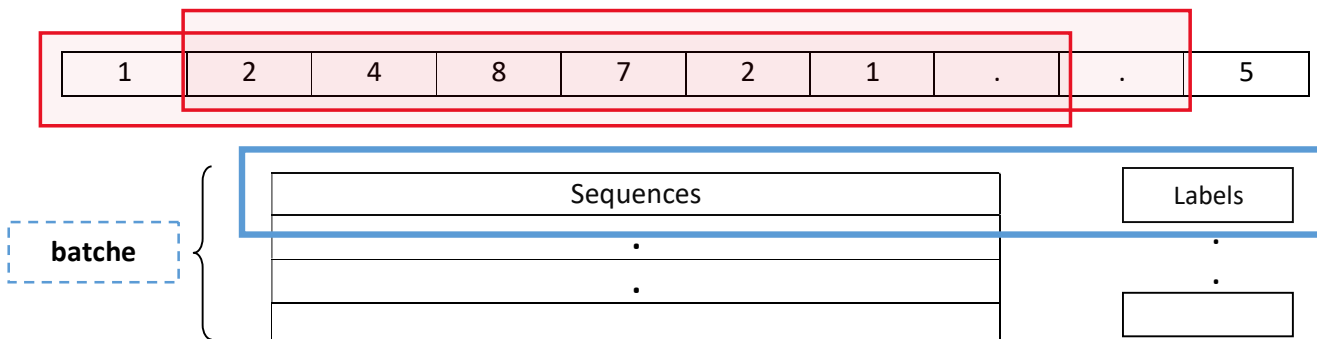 1 2 4 8 7 2 1 . . 5
Sequences Labels
batche . .
. .